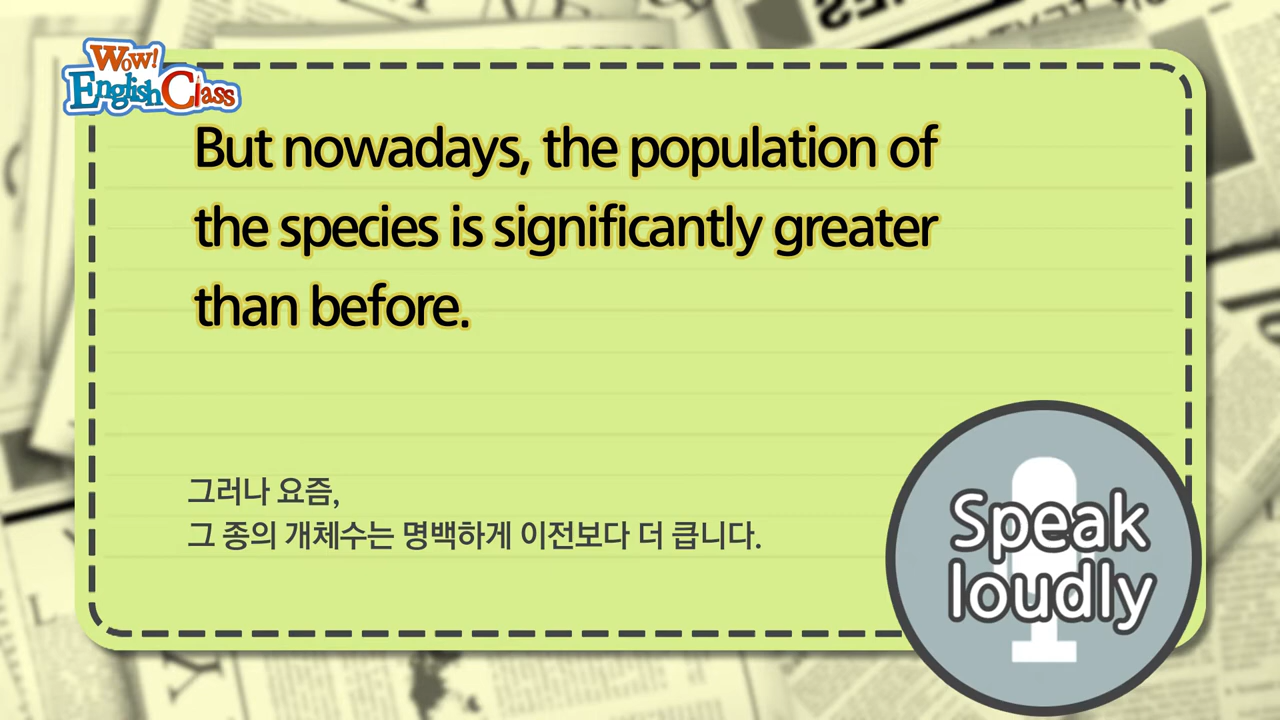 Wow!
English Class
But nowadays, the population of
the species is significantly greater
than before.
그러나 요즘,
그 종의 개체수는 명백하게 이전보다 더 큽니다.
Speak
loudly